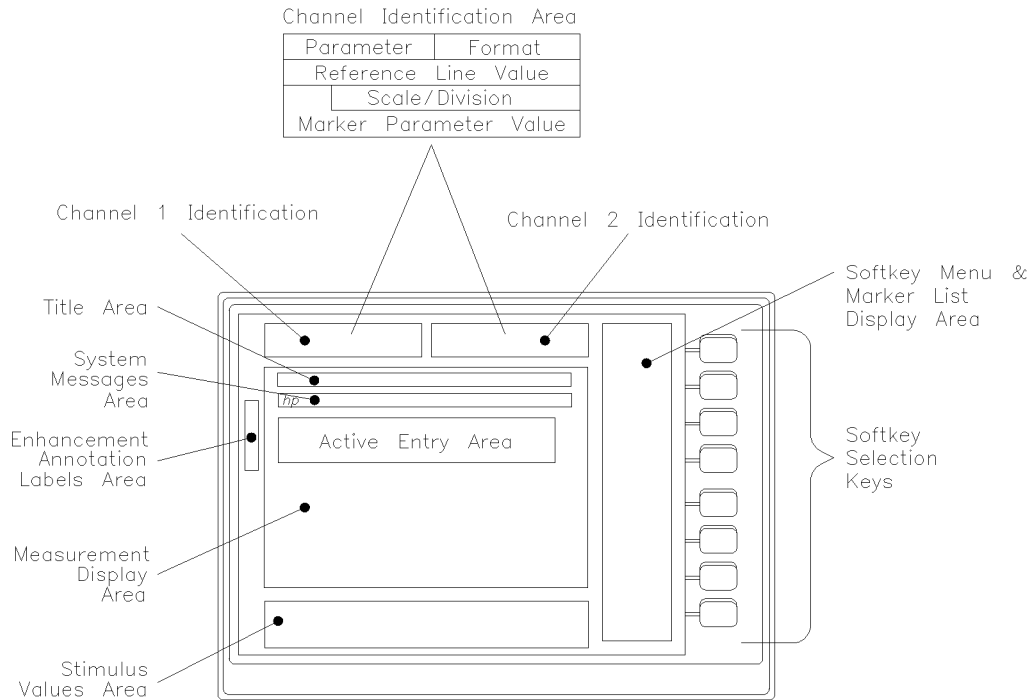 Channel Identification Area
Parameter Format
Reference Line Value
Scale/Division
Marker Parameter Value
Channel 1 Identification
Channel 2 Identification
Softkey Menu &
Marker List
Display Area
Title Area
System
Messages
Area
hp
Enhancement
Annotation
Labels Area
Active Entry Area
Softkey
Selection
Keys
Measurement
Display
Area
Stimulus
Values Area